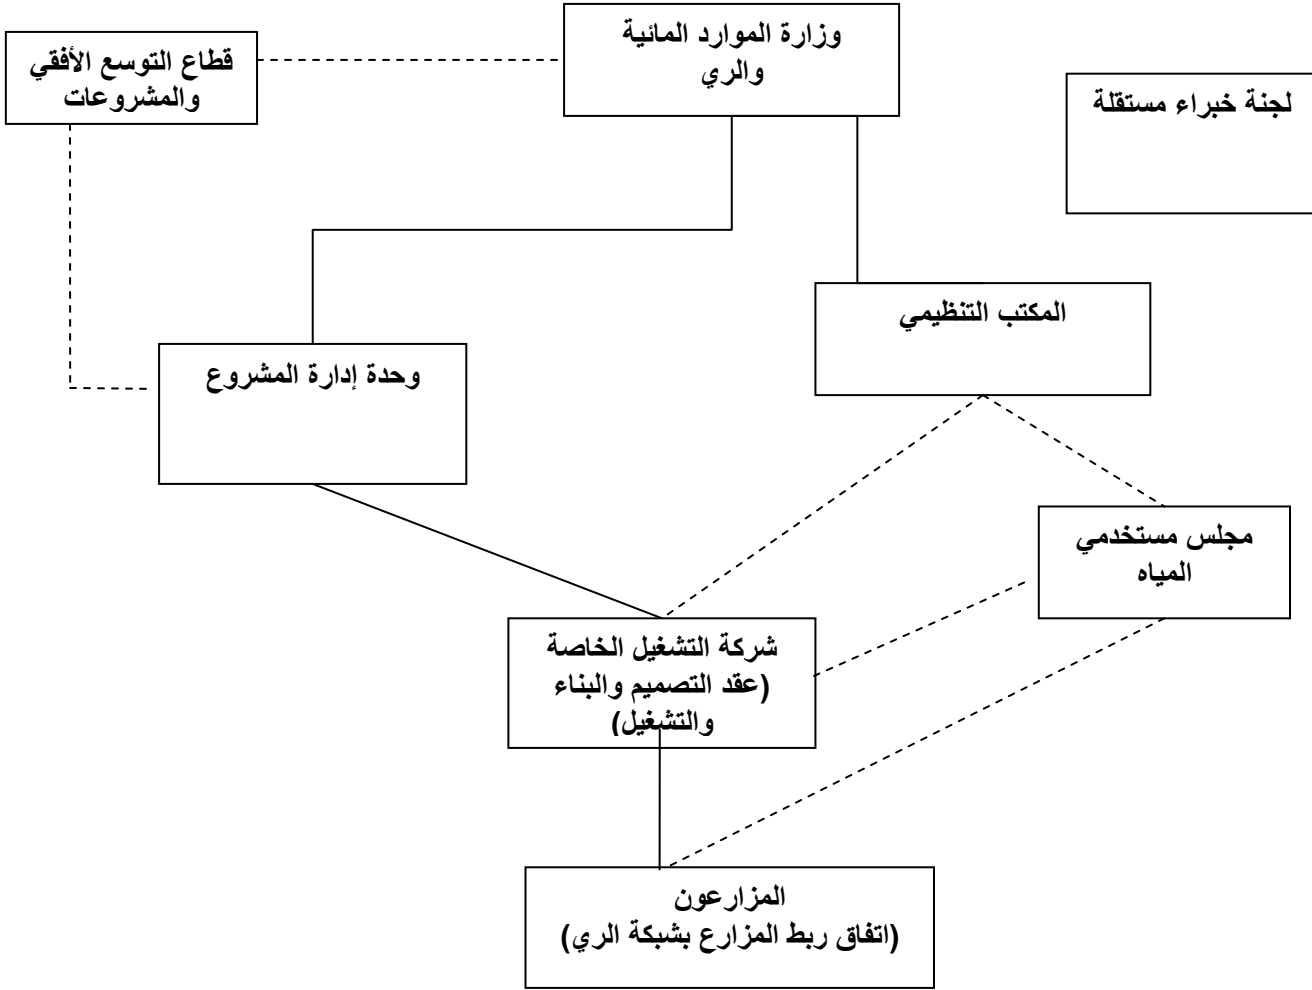 وزارة الموارد المائية
والري
قطاع التوسع الأفقي
والمشروعات
لجنة خبراء مستقلة
المكتب التنظيمي
وحدة إدارة المشروع
مجلس مستخدمي
المياه
شركة التشغيل الخاصة
(عقد التصميم والبناء
والتشغيل)
المزارعون
(اتفاق ربط المزارع بشبكة الري)